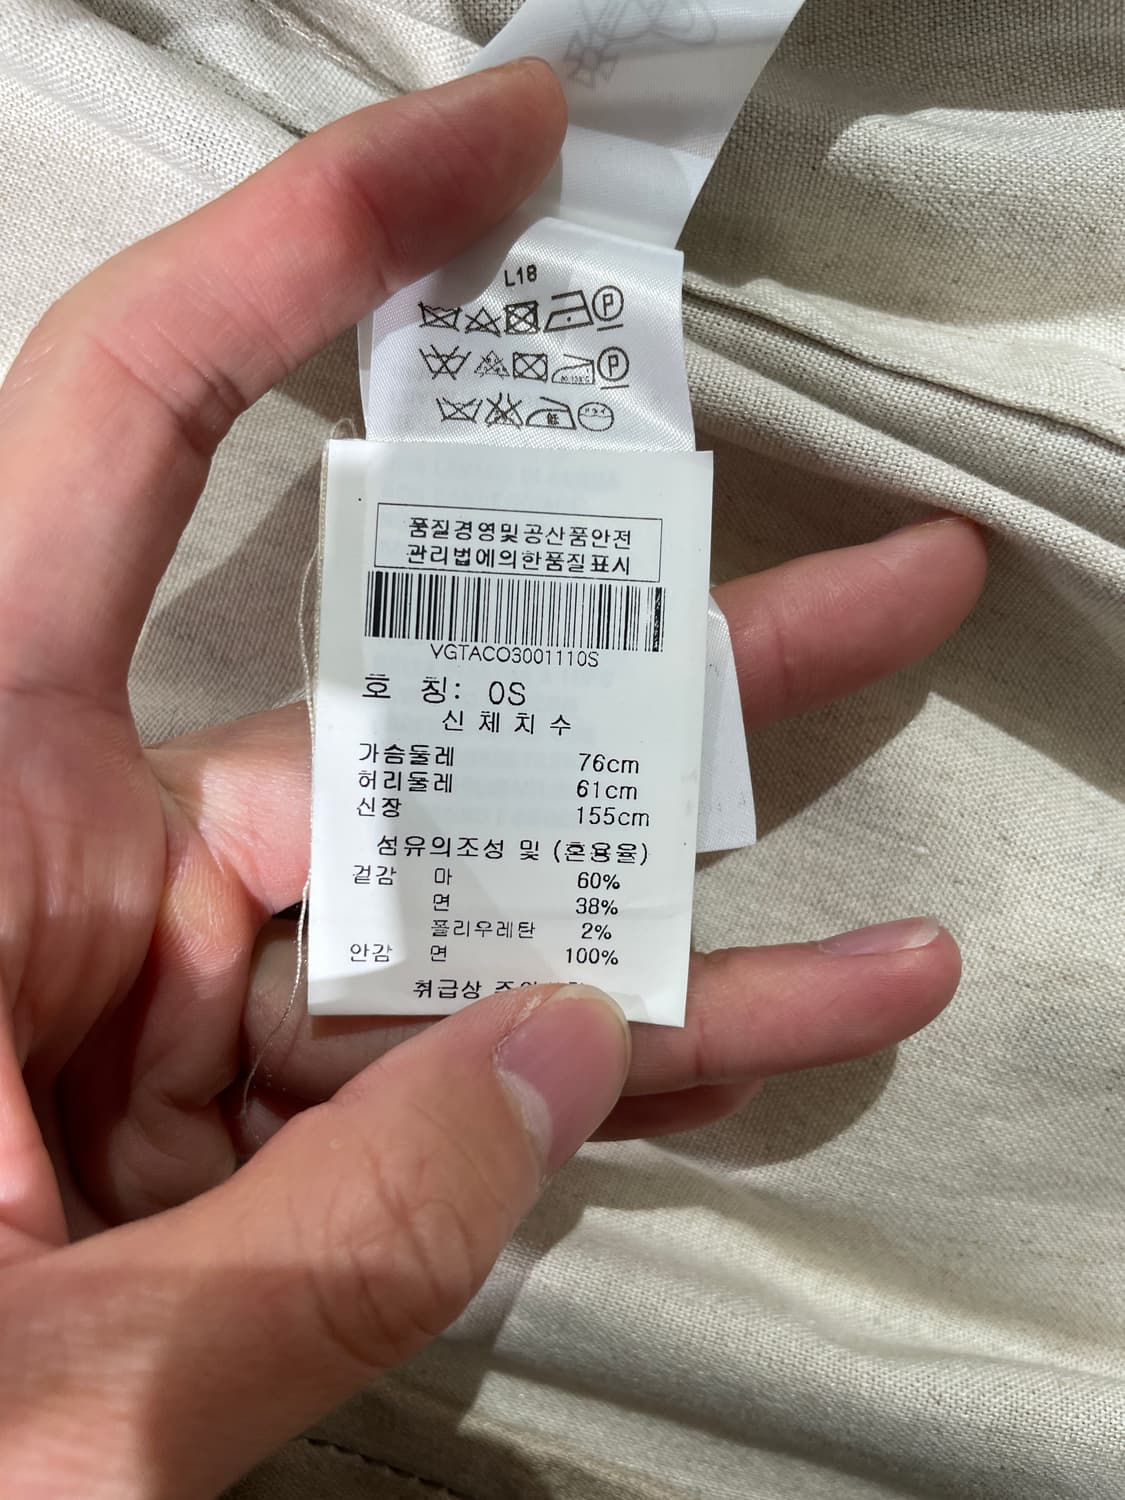 L18
품질경영및공산품안전
관리법에의한품질표시
VGTACO3001110S
호 칭: 0S
신 체 치 수
가슴둘레 76cm
허리둘레 61cm
신장 155cm
섬유의조성 및 (혼용율)
겉감 마 60%
면 38%
폴리우레탄 2%
안감 면 100%
취급상